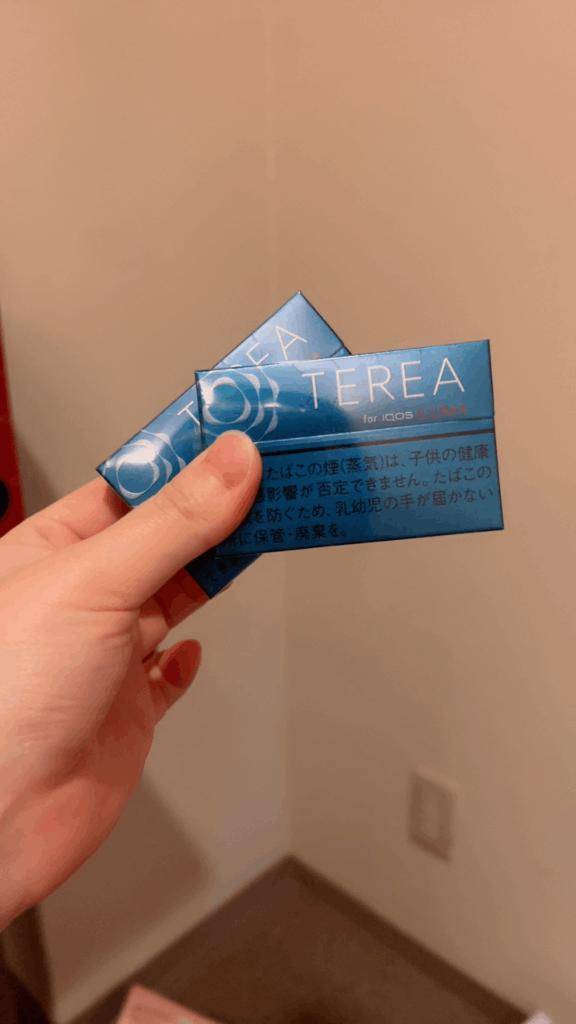 TEREA
TEREA
for IQOS ILUMA
たばこの煙(蒸気)は、子供の健康
影響が否定できません。たばこの
を防ぐため、乳幼児の手が届かない
に保管・廃棄を。